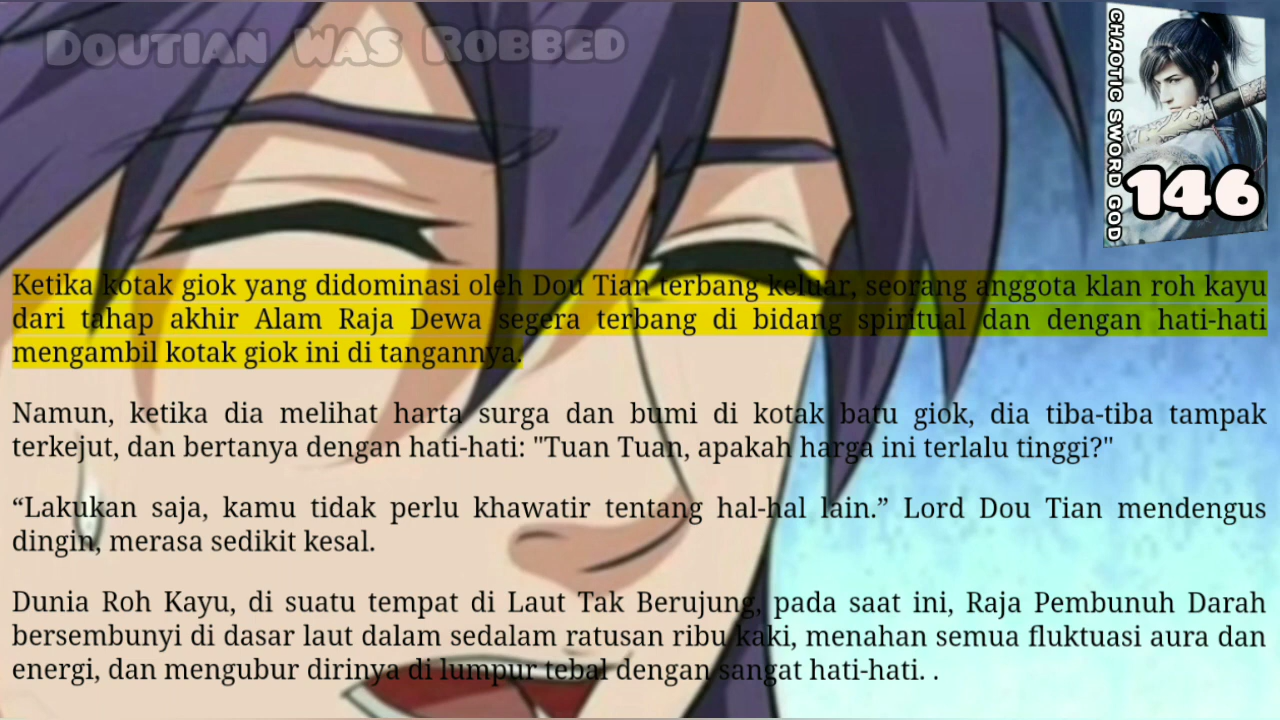 Doutian Was Robbed
CHAOTIC SWORD GOD
146
Ketika kotak giok yang didominasi oleh Dou Tian terbang keluar, seorang anggota klan roh kayu
dari tahap akhir Alam Raja Dewa segera terbang di bidang spiritual dan dengan hati-hati
mengambil kotak giok ini di tangannya.
Namun, ketika dia melihat harta surga dan bumi di kotak batu giok, dia tiba-tiba tampak
terkejut, dan bertanya dengan hati-hati: "Tuan Tuan, apakah harga ini terlalu tinggi?"
“Lakukan saja, kamu tidak perlu khawatir tentang hal-hal lain.” Lord Dou Tian mendengus
dingin, merasa sedikit kesal.
Dunia Roh Kayu, di suatu tempat di Laut Tak Berujung, pada saat ini, Raja Pembunuh Darah
bersembunyi di dasar laut dalam sedalam ratusan ribu kaki, menahan semua fluktuasi aura dan
energi, dan mengubur dirinya di lumpur tebal dengan sangat hati-hati. .